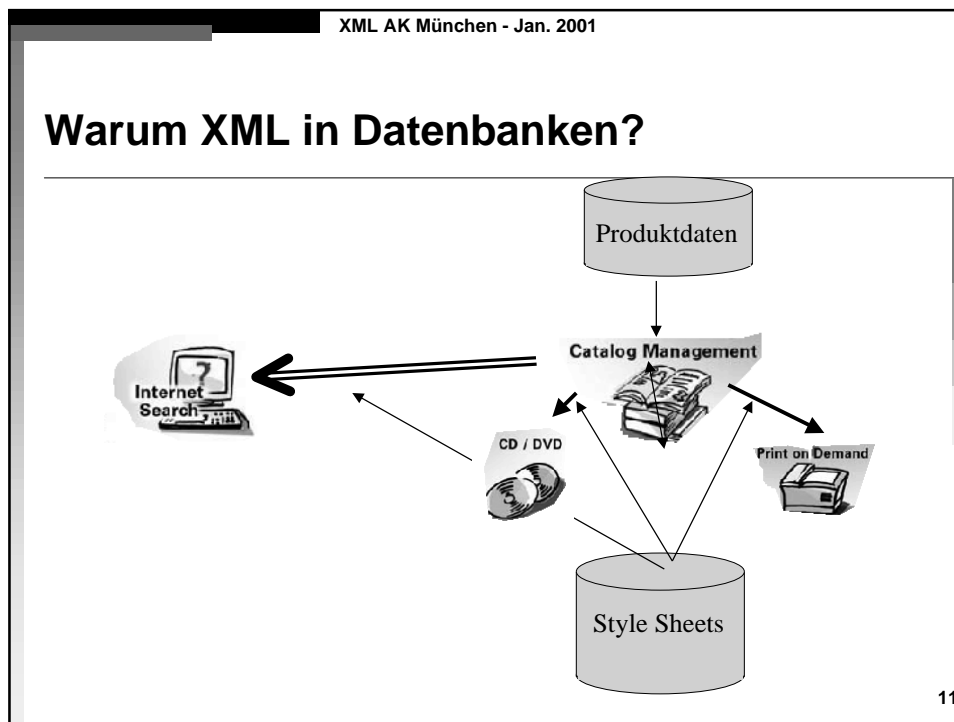 XML AK München - Jan. 2001
Warum XML in Datenbanken?
Produktdaten
Catalog Management
?
Internet
Search
CD / DVD
Print on Demand
Style Sheets
11